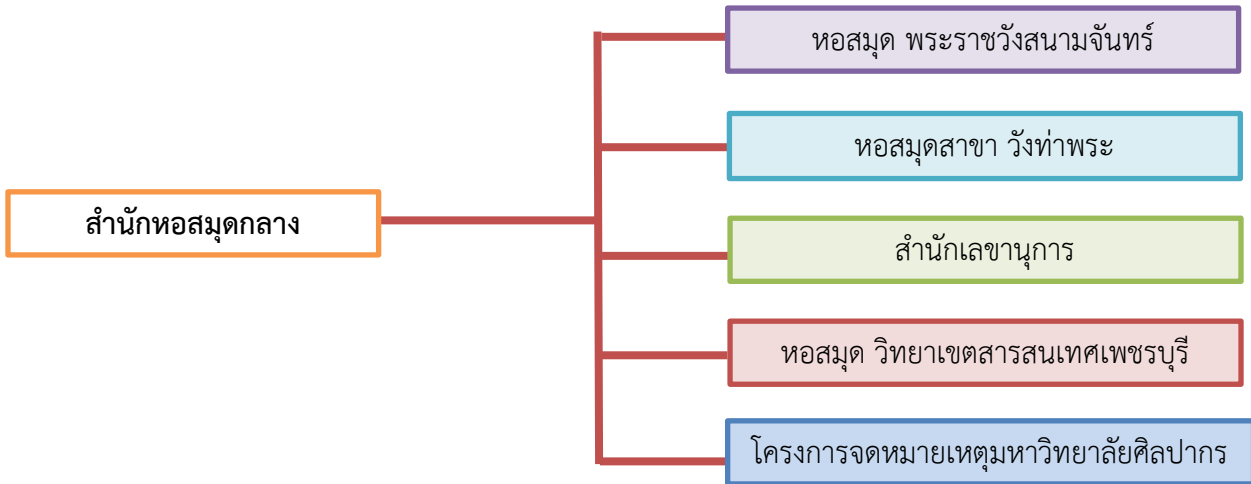 หอสมุด พระราชวังสนามจันทร์
หอสมุดสาขา วังท่าพระ
สำนักหอสมุดกลาง
สำนักเลขานุการ
หอสมุด วิทยาเขตสารสนเทศเพชรบุรี
โครงการจดหมายเหตุมหาวิทยาลัยศิลปากร